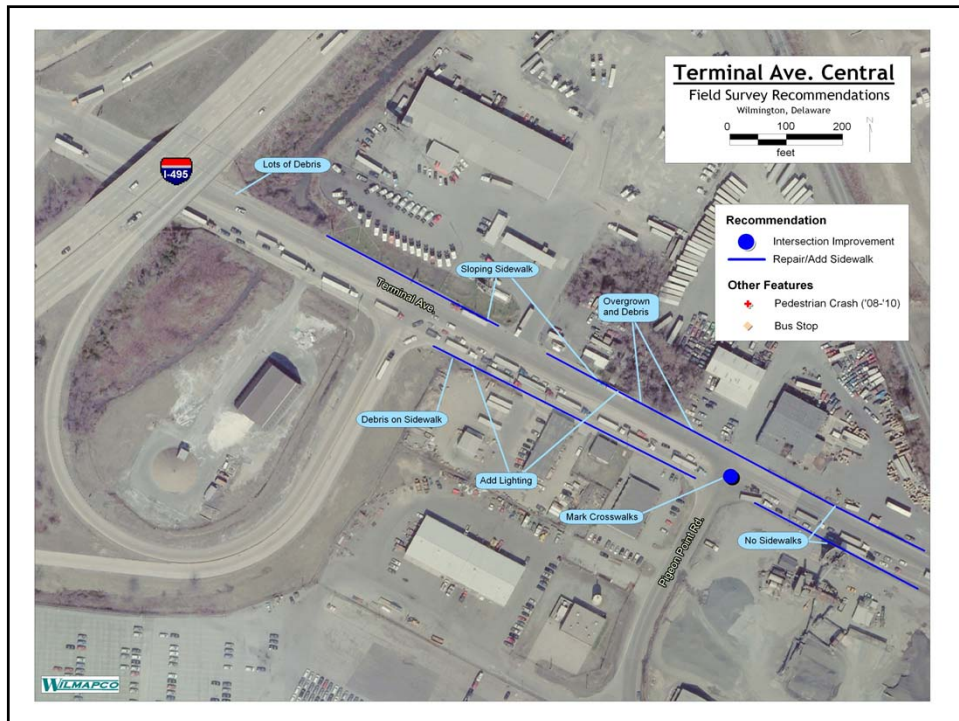 Terminal Ave. Central
Field Survey Recommendations
Wilmington, Delaware
0 100 200
feet
N
I-495
Lots of Debris
Recommendation
Intersection Improvement
Repair/Add Sidewalk
Other Features
Pedestrian Crash ('08-'10)
Bus Stop
Sloping Sidewalk
Terminal Ave.
Overgrown
and Debris
Debris on Sidewalk
Add Lighting
Mark Crosswalks
Pigeon Point Rd.
No Sidewalks
WILMAPCO